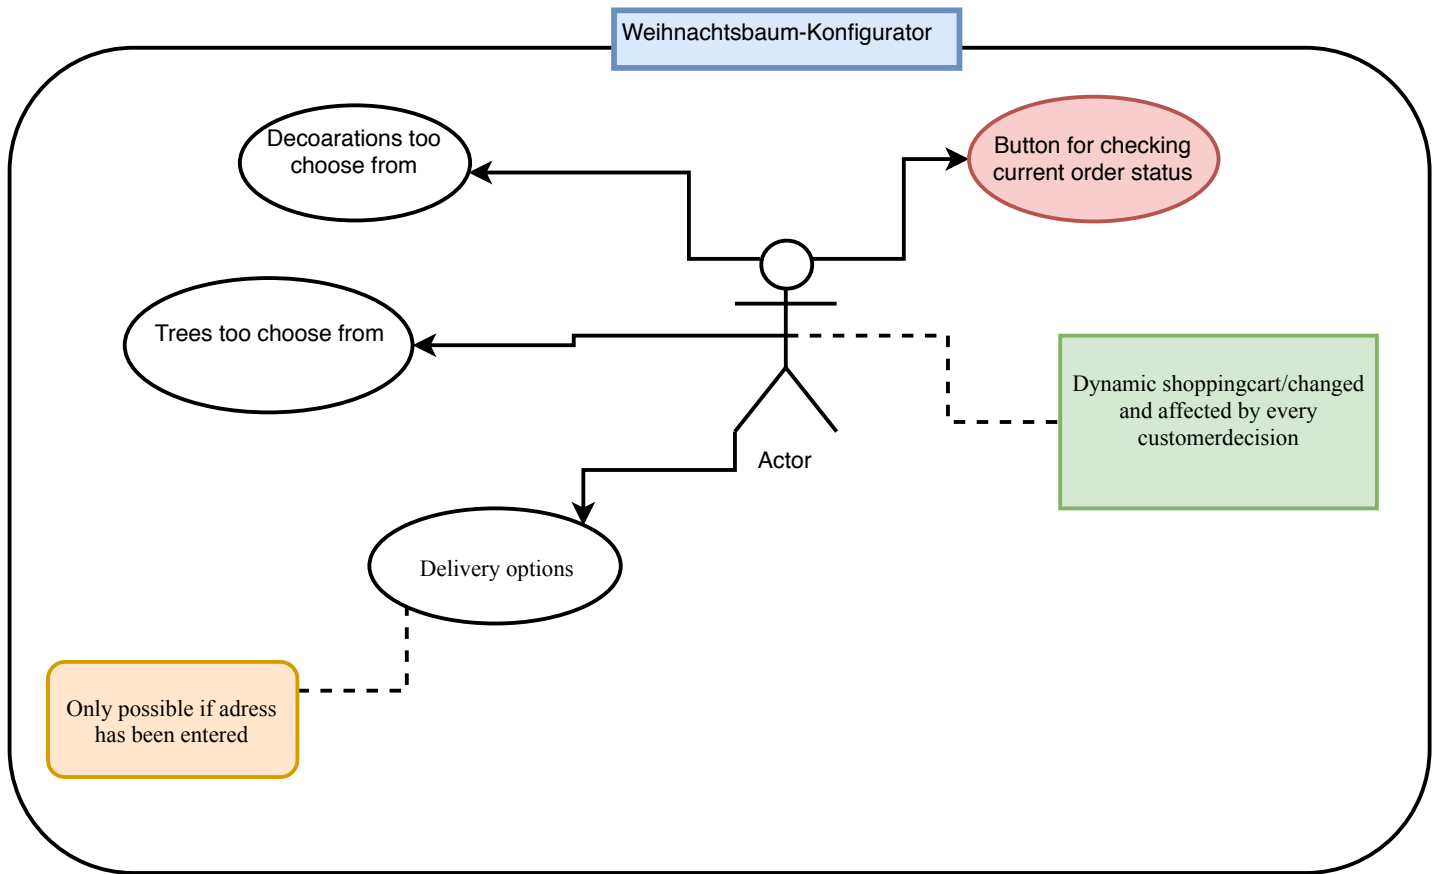 Weihnachtsbaum-Konfigurator
Decoarations too
choose from
Button for checking
current order status
Trees too choose from
Dynamic shoppingcart/changed
and affected by every
customerdecision
Actor
Delivery options
Only possible if adress
has been entered